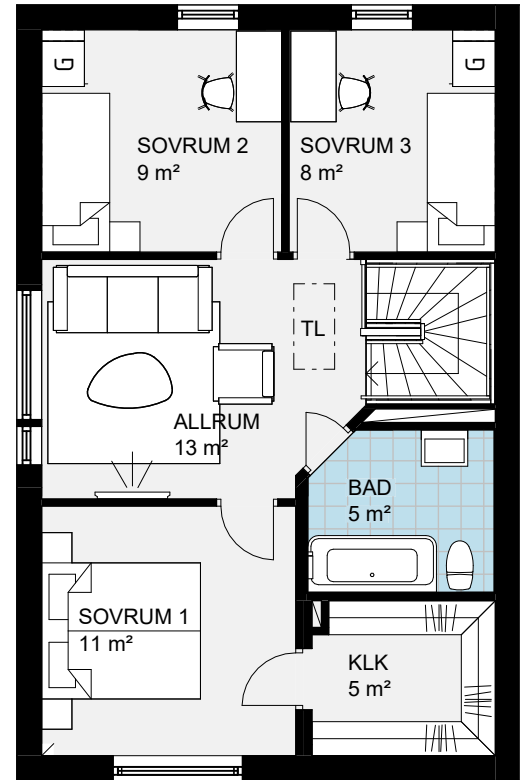 G
G
SOVRUM 2
9 m²
SOVRUM 3
8 m²
TL
ALLRUM
13 m²
BAD
5 m²
SOVRUM 1
11 m²
KLK
5 m²